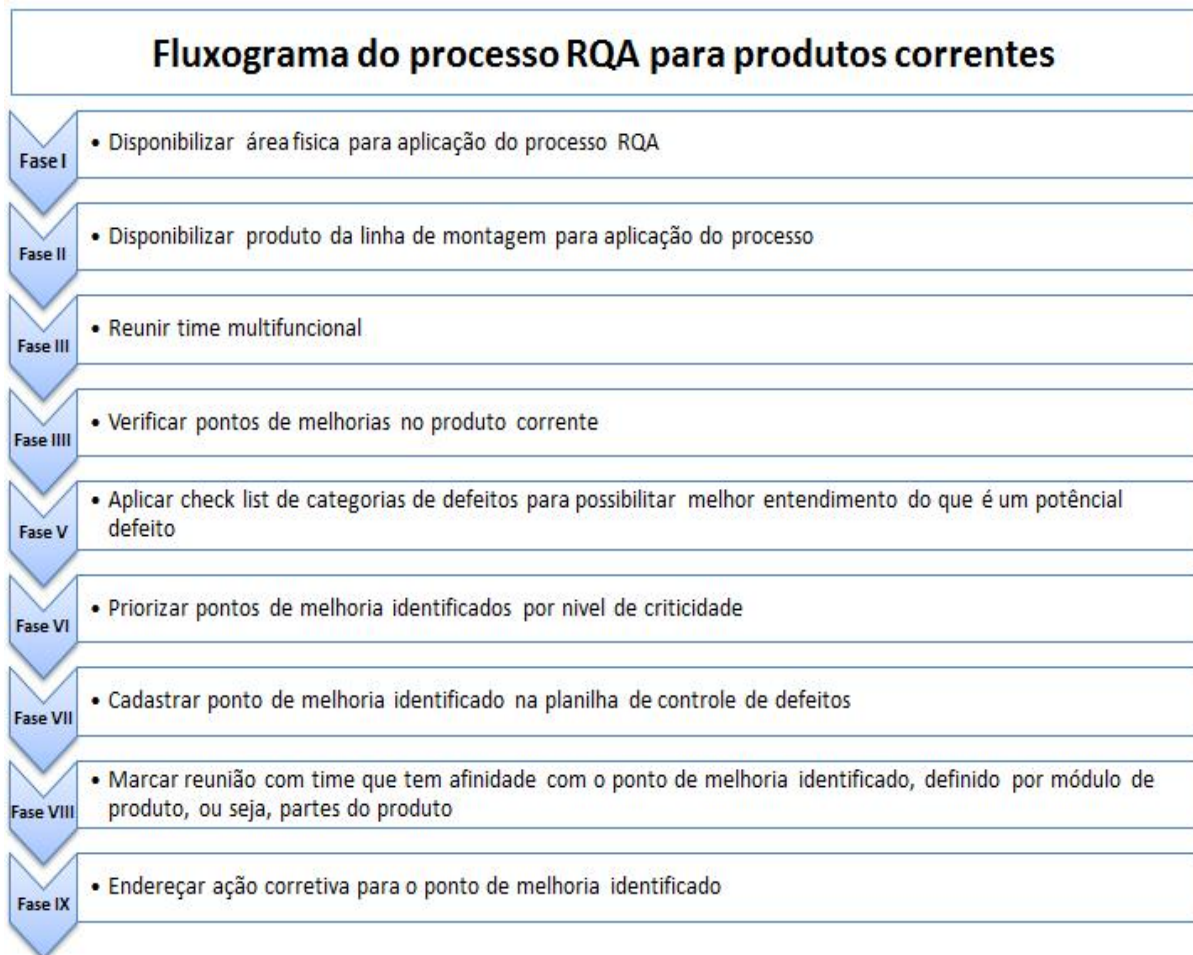 Fluxograma do processo RQA para produtos correntes
Fase I
• Disponibilizar área fisica para aplicação do processo RQA
Fase II
• Disponibilizar produto da linha de montagem para aplicação do processo
Fase III
• Reunir time multifuncional
Fase IIII
• Verificar pontos de melhorias no produto corrente
Fase V
• Aplicar check list de categorias de defeitos para possibilitar melhor entendimento do que é um potêncial
defeito
Fase VI
• Priorizar pontos de melhoria identificados por nivel de criticidade
Fase VII
• Cadastrar ponto de melhoria identificado na planilha de controle de defeitos
Fase VIII
• Marcar reunião com time que tem afinidade com o ponto de melhoria identificado, definido por módulo de
produto, ou seja, partes do produto
Fase IX
• Endereçar ação corretiva para o ponto de melhoria identificado